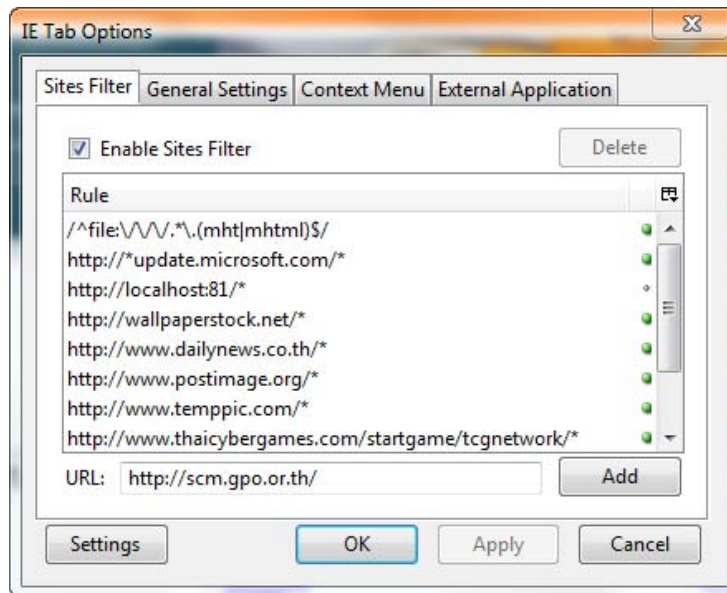 IE Tab Options
Sites Filter General Settings Context Menu External Application
Enable Sites Filter Delete
Rule
/^file:\/\/\/.*\.(mht|mhtml)$/
http://*update.microsoft.com/*
http://localhost:81/*
http://wallpaperstock.net/*
http://www.dailynews.co.th/*
http://www.postimage.org/*
http://www.temppic.com/*
http://www.thaicybergames.com/startgame/tcgnetwork/*
URL: http://scm.gpo.or.th/ Add
Settings OK Apply Cancel